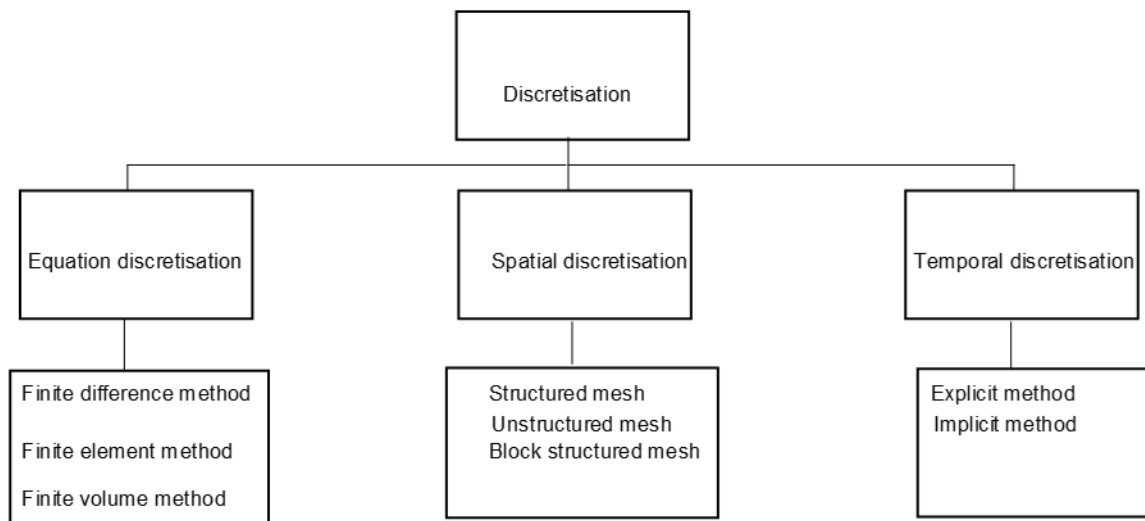 Discretisation
Equation discretisation
Spatial discretisation
Temporal discretisation
Finite difference method
Finite element method
Finite volume method
Structured mesh
Unstructured mesh
Block structured mesh
Explicit method
Implicit method